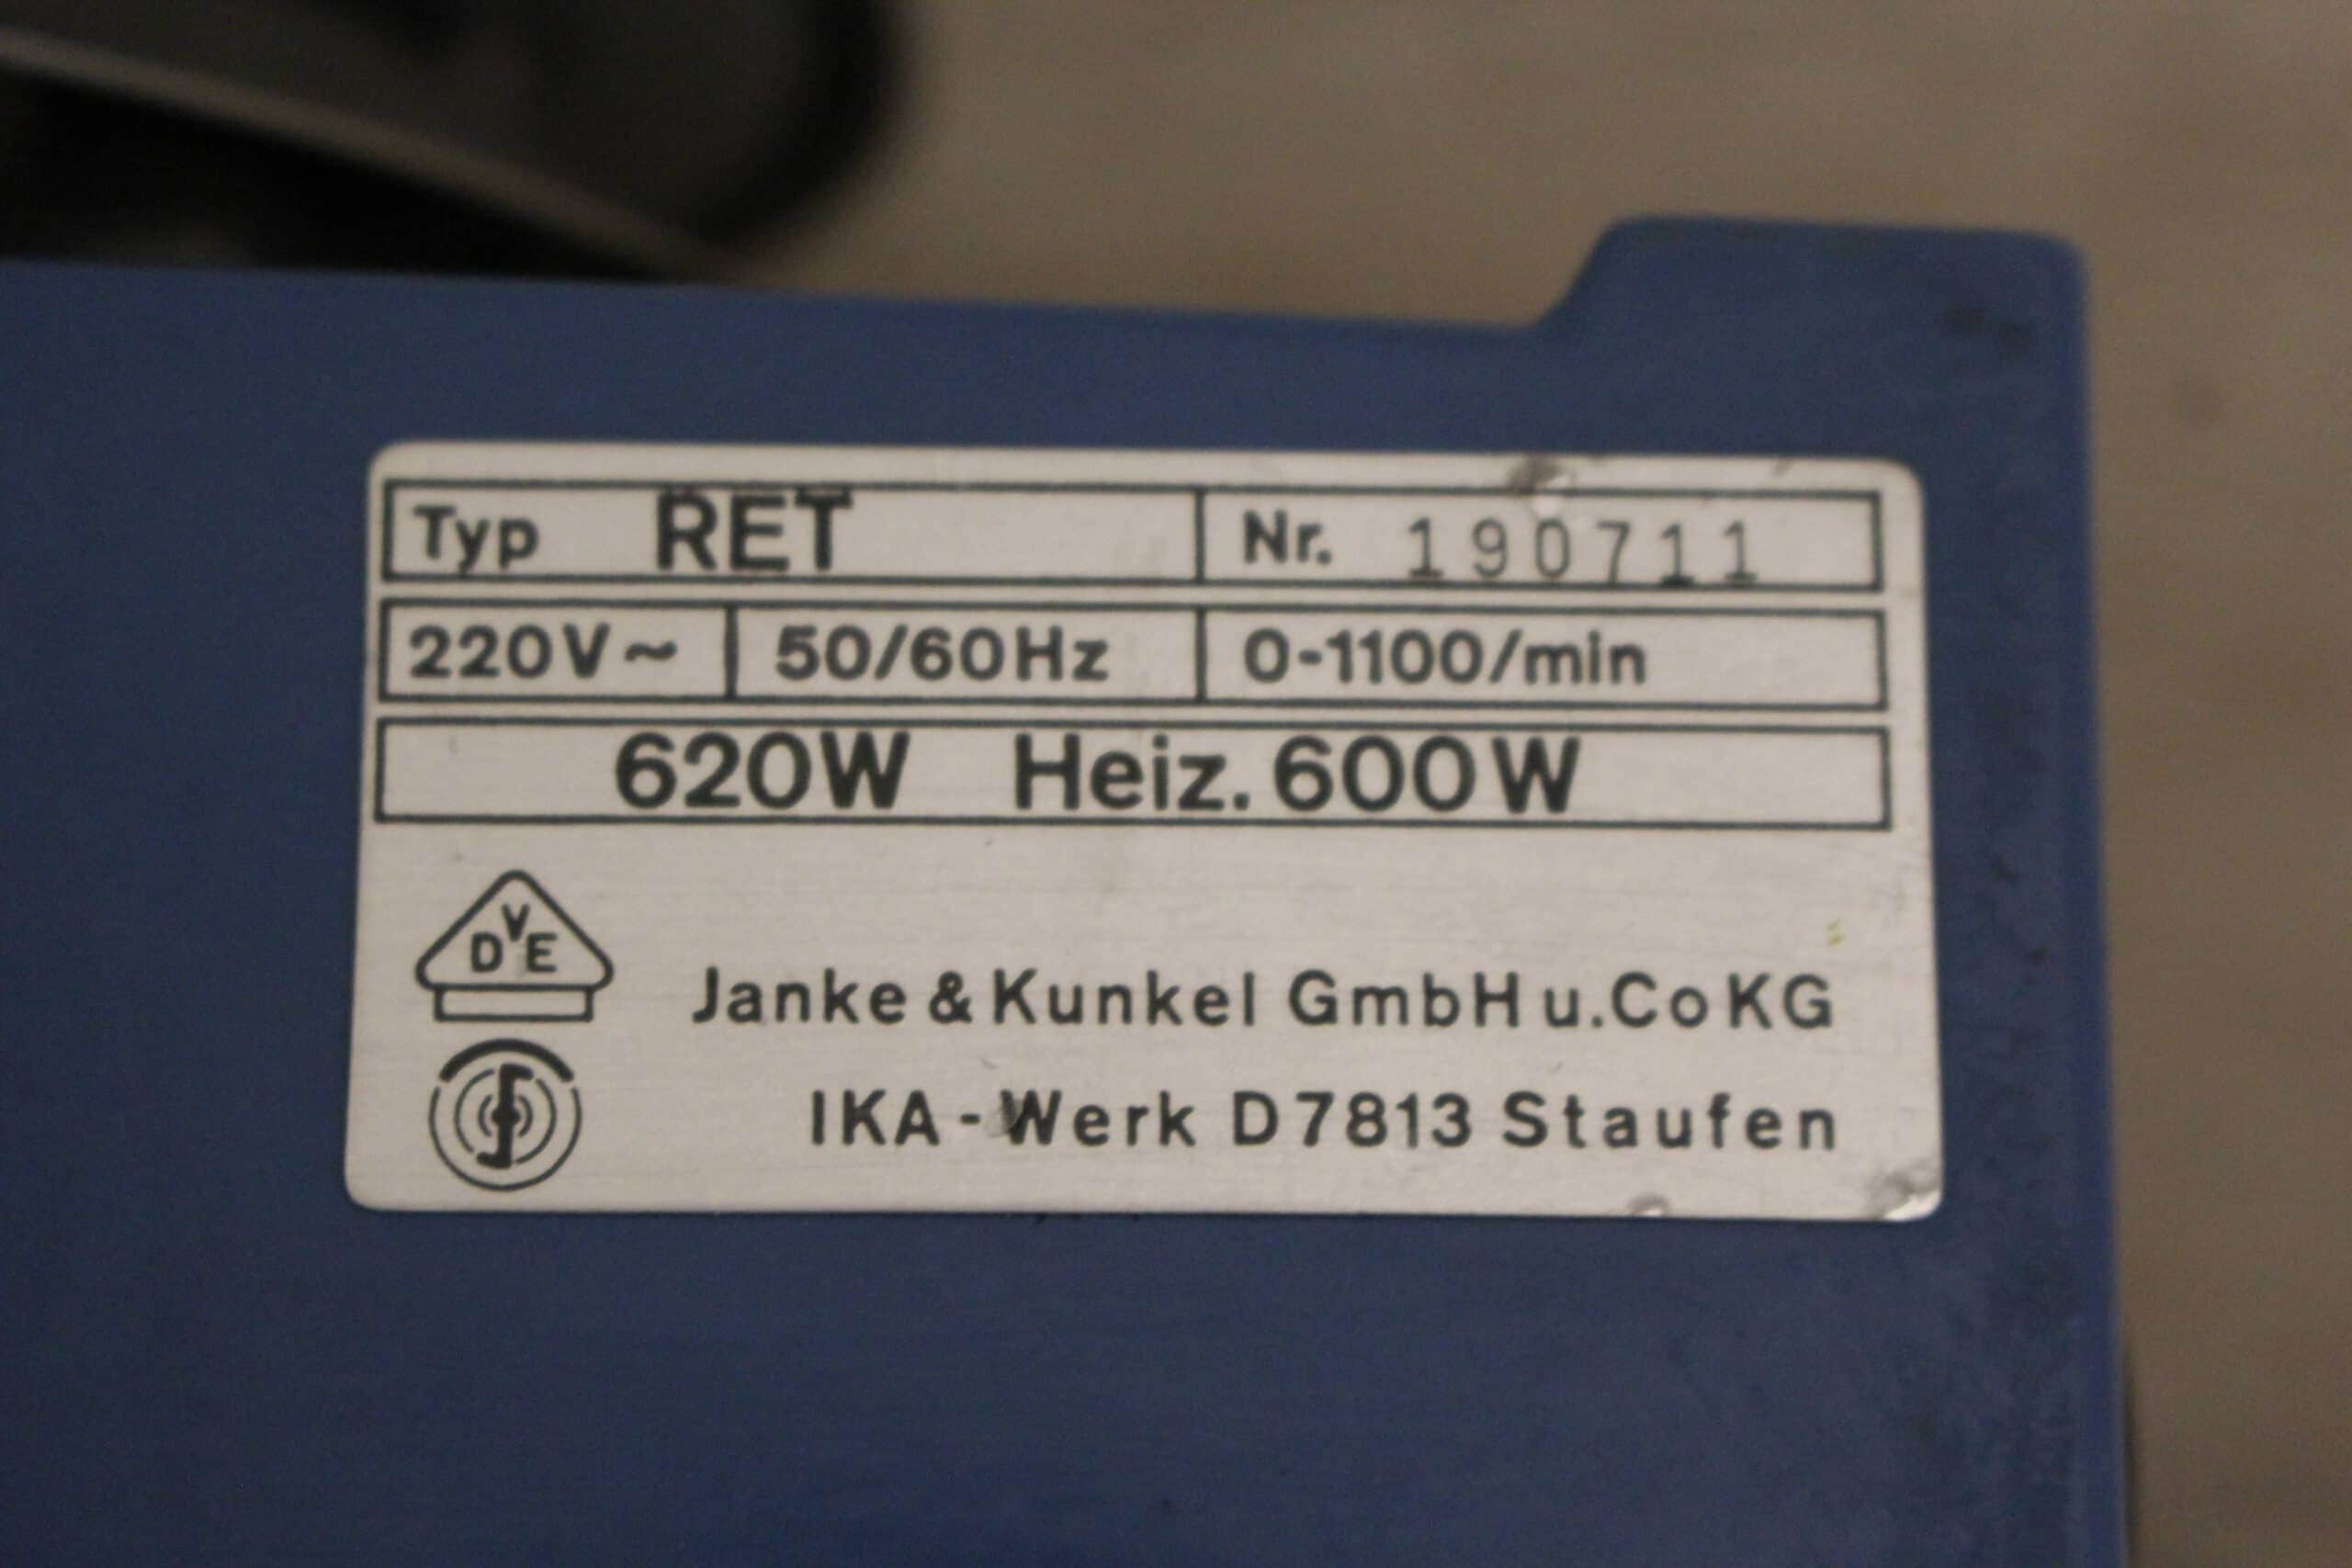 Typ RET Nr. 190711
220V~ 50/60Hz 0-1100/min
620W Heiz. 600W
VDE
Janke & Kunkel GmbH u. Co KG
IKA-Werk D7813 Staufen